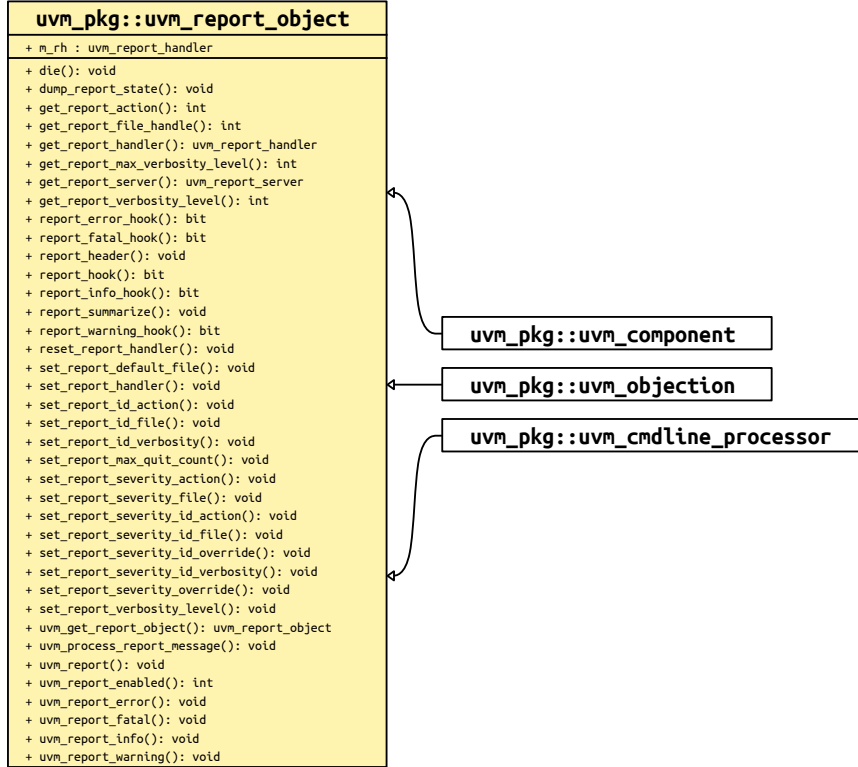 uvm_pkg::uvm_report_object
+ m_rh : uvm_report_handler
+ die(): void
+ dump_report_state(): void
+ get_report_action(): int
+ get_report_file_handle(): int
+ get_report_handler(): uvm_report_handler
+ get_report_max_verbosity_level(): int
+ get_report_server(): uvm_report_server
+ get_report_verbosity_level(): int
+ report_error_hook(): bit
+ report_fatal_hook(): bit
+ report_header(): void
+ report_hook(): bit
+ report_info_hook(): bit
+ report_summarize(): void
+ report_warning_hook(): bit
+ reset_report_handler(): void
+ set_report_default_file(): void
+ set_report_handler(): void
+ set_report_id_action(): void
+ set_report_id_file(): void
+ set_report_id_verbosity(): void
+ set_report_max_quit_count(): void
+ set_report_severity_action(): void
+ set_report_severity_file(): void
+ set_report_severity_id_action(): void
+ set_report_severity_id_file(): void
+ set_report_severity_id_override(): void
+ set_report_severity_id_verbosity(): void
+ set_report_severity_override(): void
+ set_report_verbosity_level(): void
+ uvm_get_report_object(): uvm_report_object
+ uvm_process_report_message(): void
+ uvm_report(): void
+ uvm_report_enabled(): int
+ uvm_report_error(): void
+ uvm_report_fatal(): void
+ uvm_report_info(): void
+ uvm_report_warning(): void
uvm_pkg::uvm_component
uvm_pkg::uvm_objection
uvm_pkg::uvm_cmdline_processor